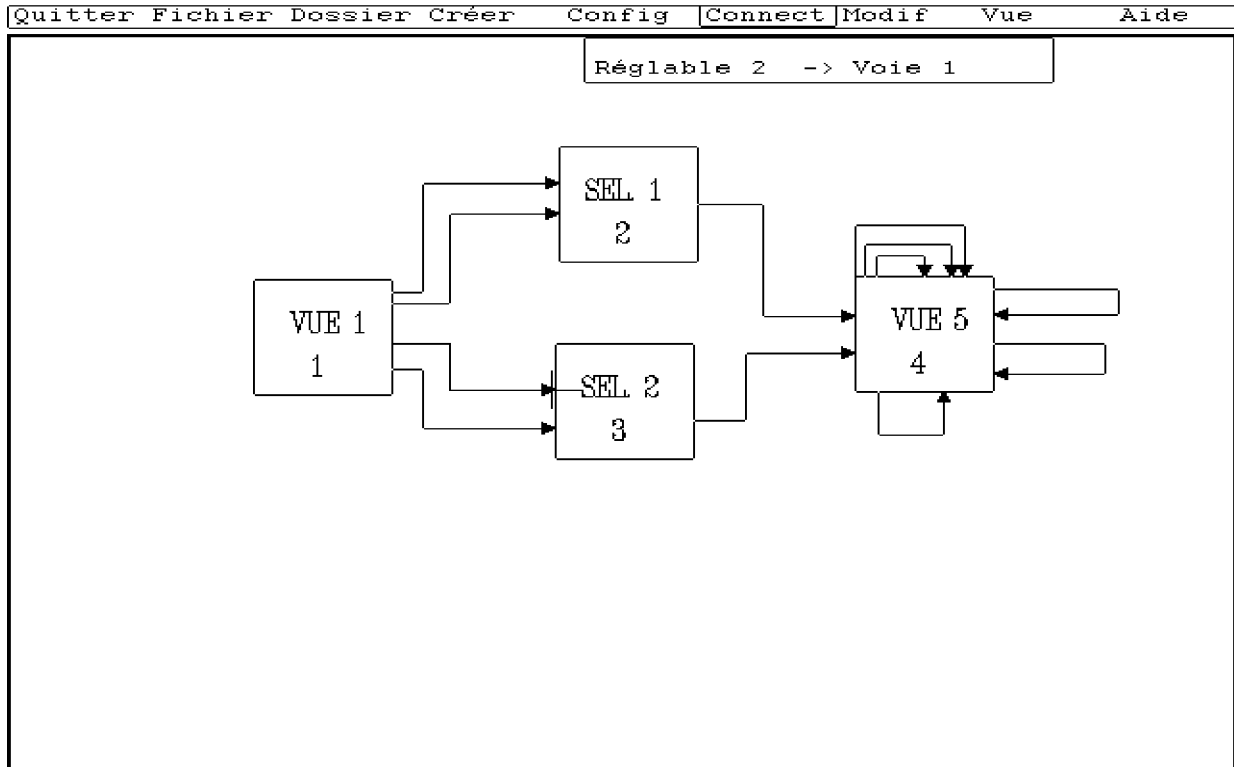 Quitter Fichier Dossier Créer Config Connect Modif Vue Aide
Réglable 2 -> Voie 1
SEL 1
2
VUE 1
1
VUE 5
4
SEL 2
3